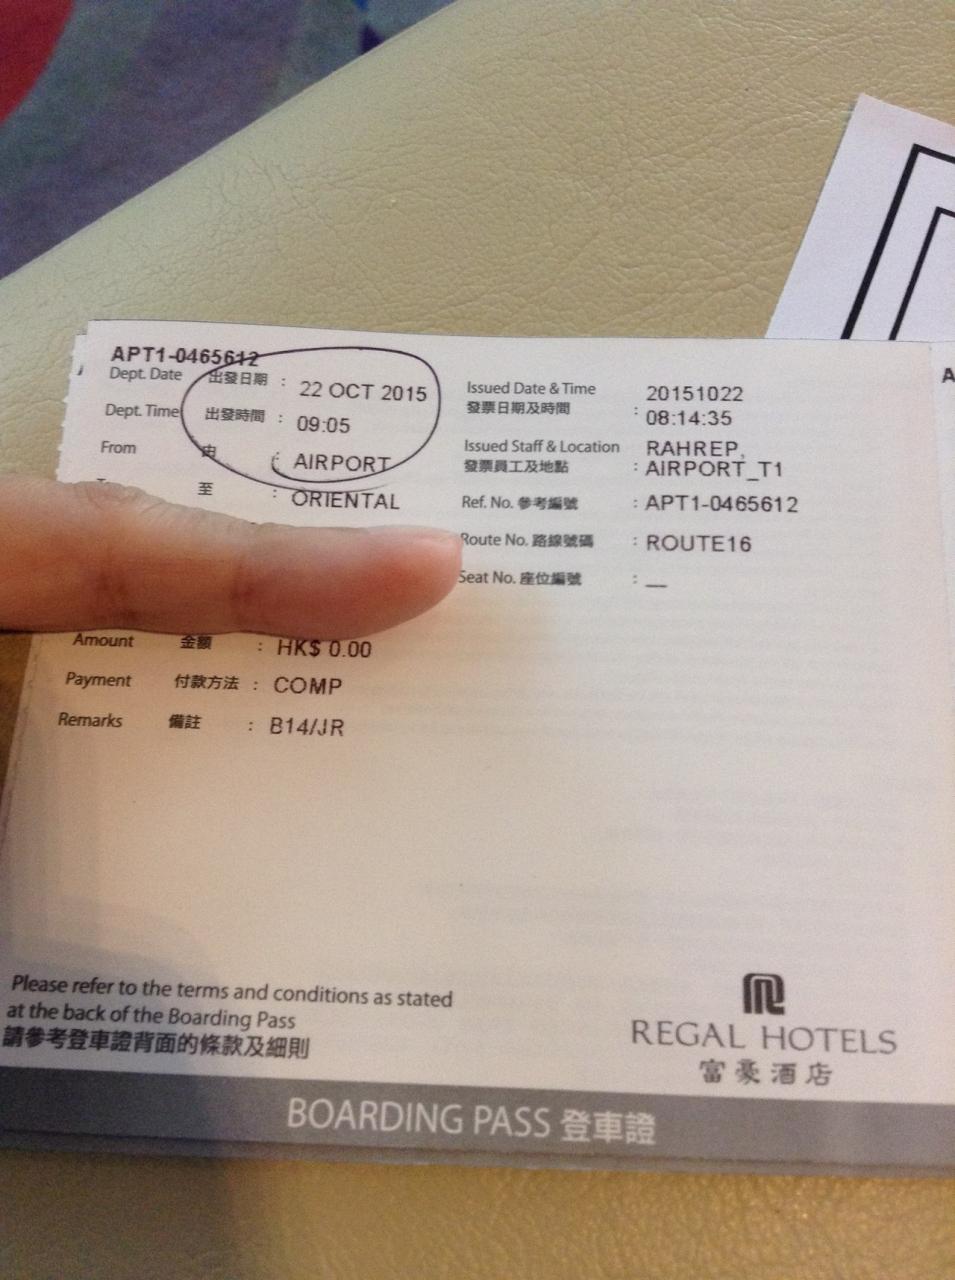 APT1-0465612
Dept. Date 出發日期 : 22 OCT 2015
Dept. Time 出發時間 : 09:05
From 由 : AIRPORT
至 : ORIENTAL
Amount 金額 : HK$ 0.00
Payment 付款方法 : COMP
Remarks 備註 : B14/JR
Issued Date & Time 20151022
發票日期及時間 : 08:14:35
Issued Staff & Location RAHREP,
發票員工及地點 : AIRPORT_T1
Ref. No. 參考編號 : APT1-0465612
Route No. 路線號碼 : ROUTE16
Seat No. 座位編號 : __
Please refer to the terms and conditions as stated
at the back of the Boarding Pass
請參考登車證背面的條款及細則
REGAL HOTELS
富豪酒店
BOARDING PASS 登車證